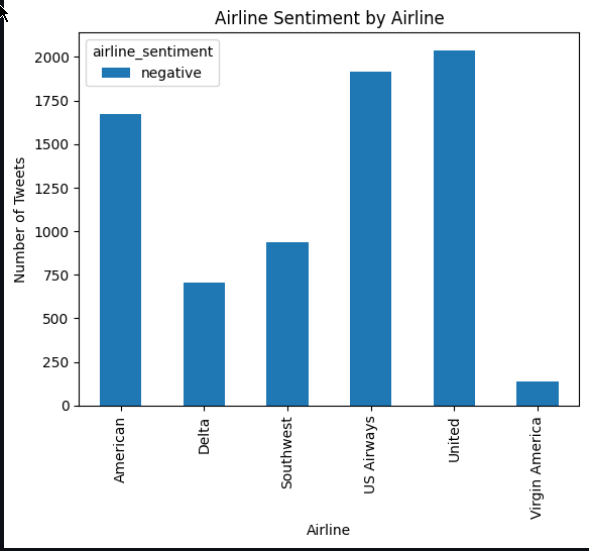 Airline Sentiment by Airline
airline_sentiment
negative
Number of Tweets
2000
1750
1500
1250
1000
750
500
250
0
American
Delta
Southwest
US Airways
United
Virgin America
Airline